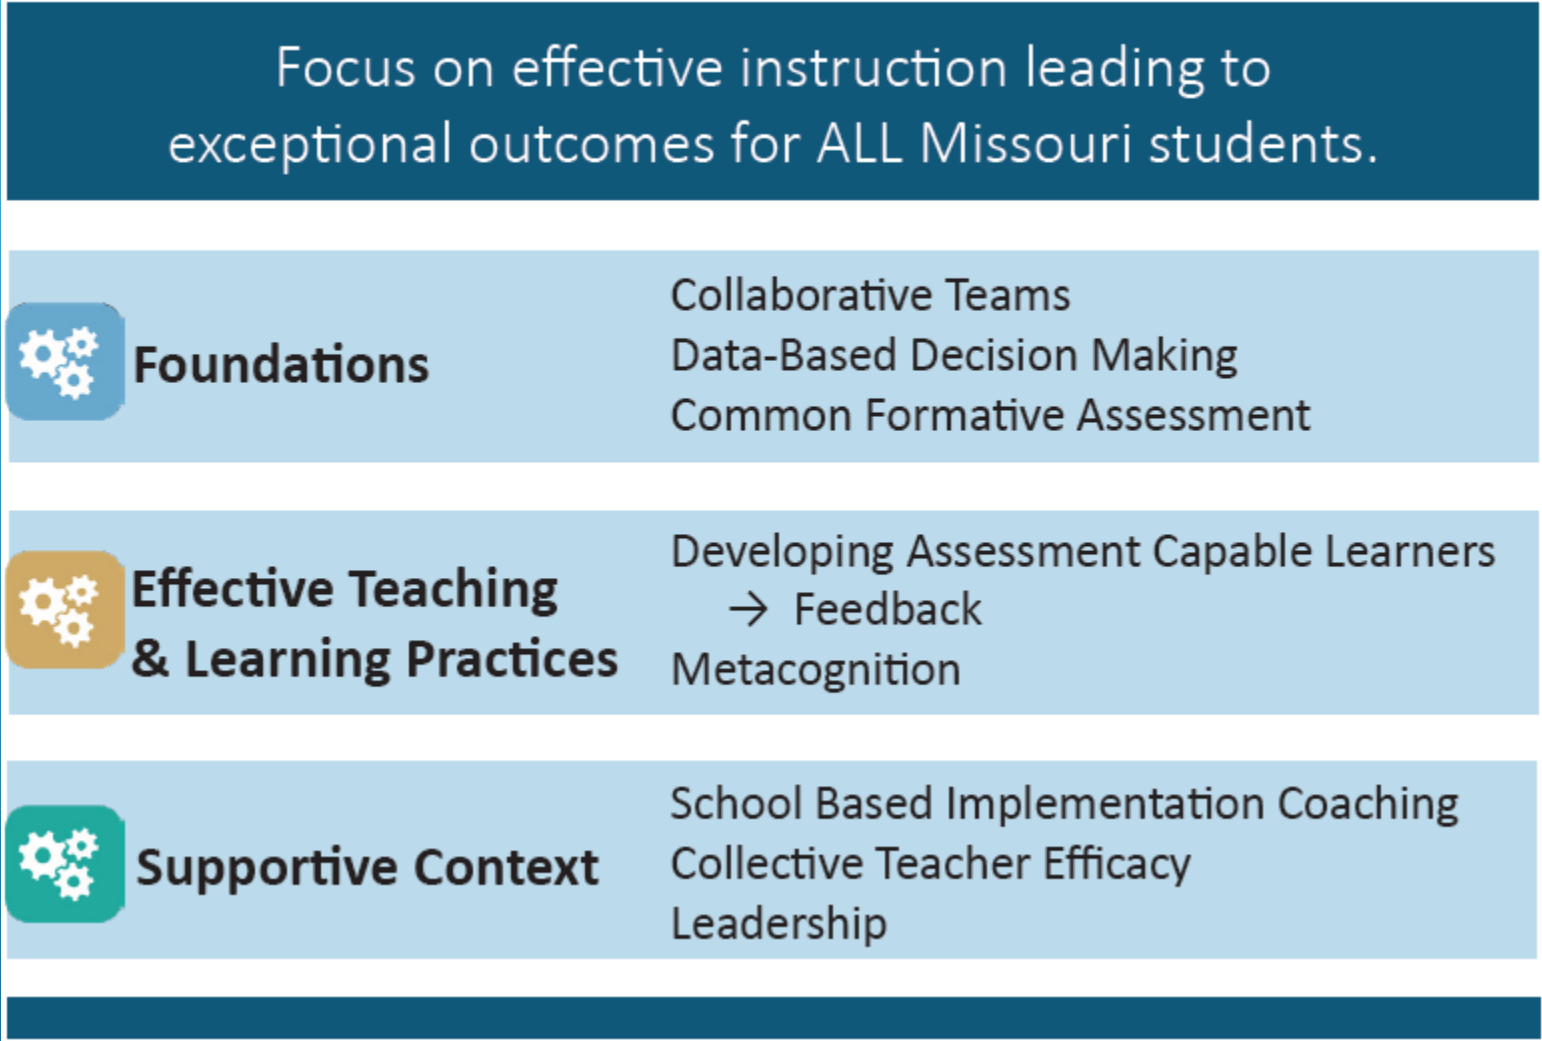 Focus on effective instruction leading to
exceptional outcomes for ALL Missouri students.
Foundations
Collaborative Teams
Data-Based Decision Making
Common Formative Assessment
Effective Teaching
& Learning Practices
Developing Assessment Capable Learners
→ Feedback
Metacognition
Supportive Context
School Based Implementation Coaching
Collective Teacher Efficacy
Leadership